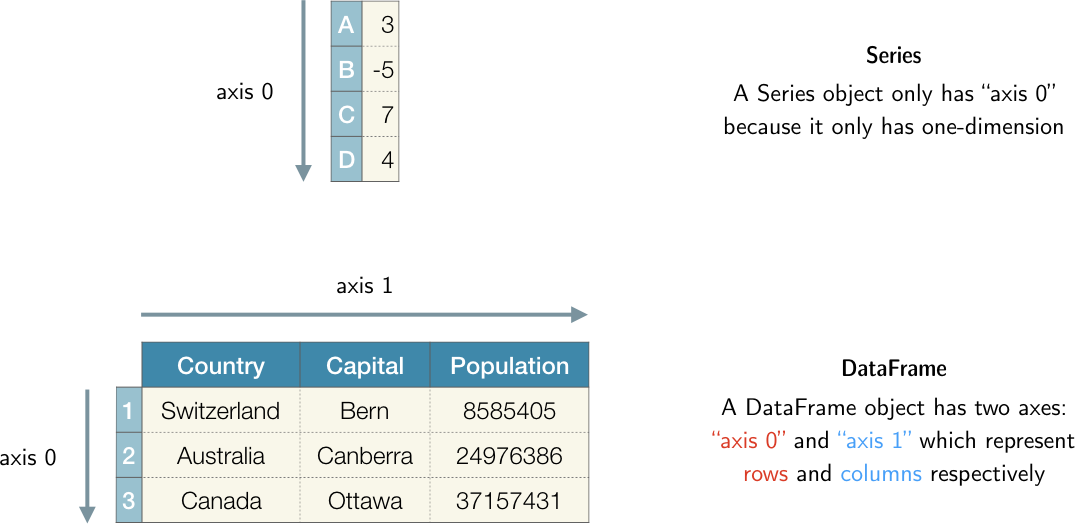 A 3
B -5
C 7
D 4
axis 0
Series
A Series object only has “axis 0”
because it only has one-dimension
axis 1
Country Capital Population
1 Switzerland Bern 8585405
2 Australia Canberra 24976386
3 Canada Ottawa 37157431
axis 0
DataFrame
A DataFrame object has two axes:
“axis 0” and “axis 1” which represent
rows and columns respectively